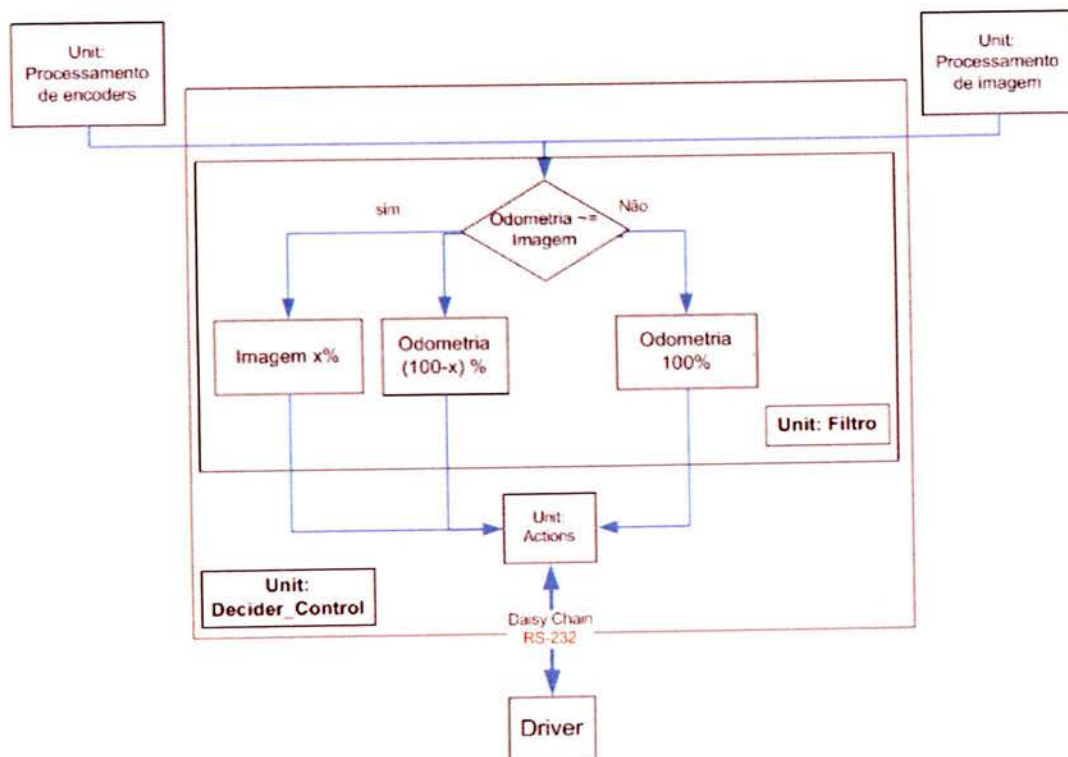 Unit:
Processamento
de encoders
Unit:
Processamento
de imagem
sim
Odometria ~=
Imagem
Não
Imagem x%
Odometria
(100-x) %
Odometria
100%
Unit: Filtro
Unit:
Actions
Unit:
Decider_Control
Daisy Chain
RS-232
Driver